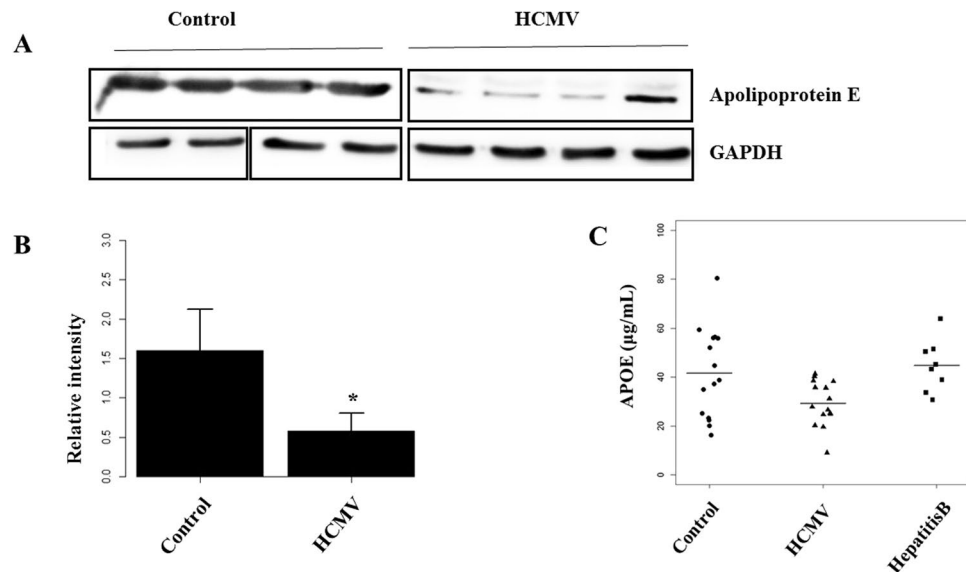 A
Control
HCMV
Apolipoprotein E
GAPDH
B
Relative intensity
3.0
2.5
2.0
1.5
1.0
0.5
0.0
*
Control
HCMV
C
APOE (µg/mL)
100
80
60
40
20
0
Control
HCMV
HepatitisB